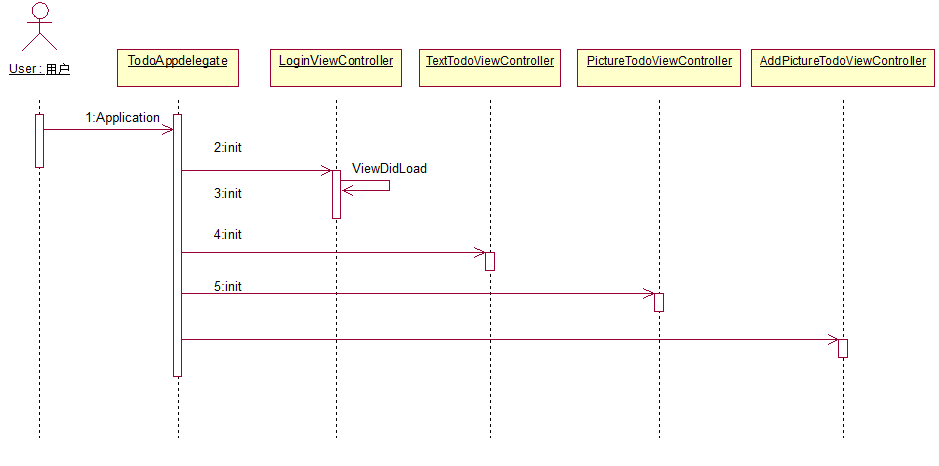 User : 用户
TodoAppdelegate
LoginViewController
TextTodoViewController
PictureTodoViewController
AddPictureTodoViewController
1:Application
2:init
ViewDidLoad
3:init
4:init
5:init